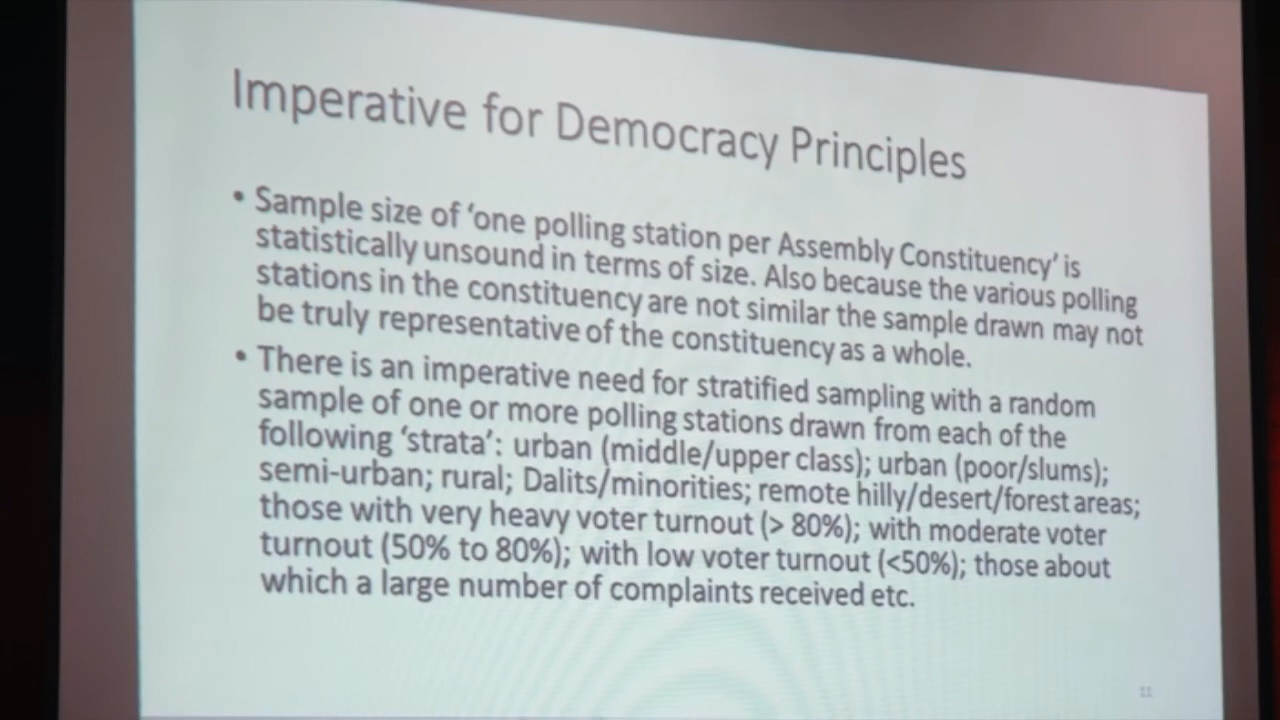 Imperative for Democracy Principles
• Sample size of ‘one polling station per Assembly Constituency’ is
statistically unsound in terms of size. Also because the various polling
stations in the constituency are not similar the sample drawn may not
be truly representative of the constituency as a whole.
• There is an imperative need for stratified sampling with a random
sample of one or more polling stations drawn from each of the
following ‘strata’: urban (middle/upper class); urban (poor/slums);
semi-urban; rural; Dalits/minorities; remote hilly/desert/forest areas;
those with very heavy voter turnout (> 80%); with moderate voter
turnout (50% to 80%); with low voter turnout (<50%); those about
which a large number of complaints received etc.
11